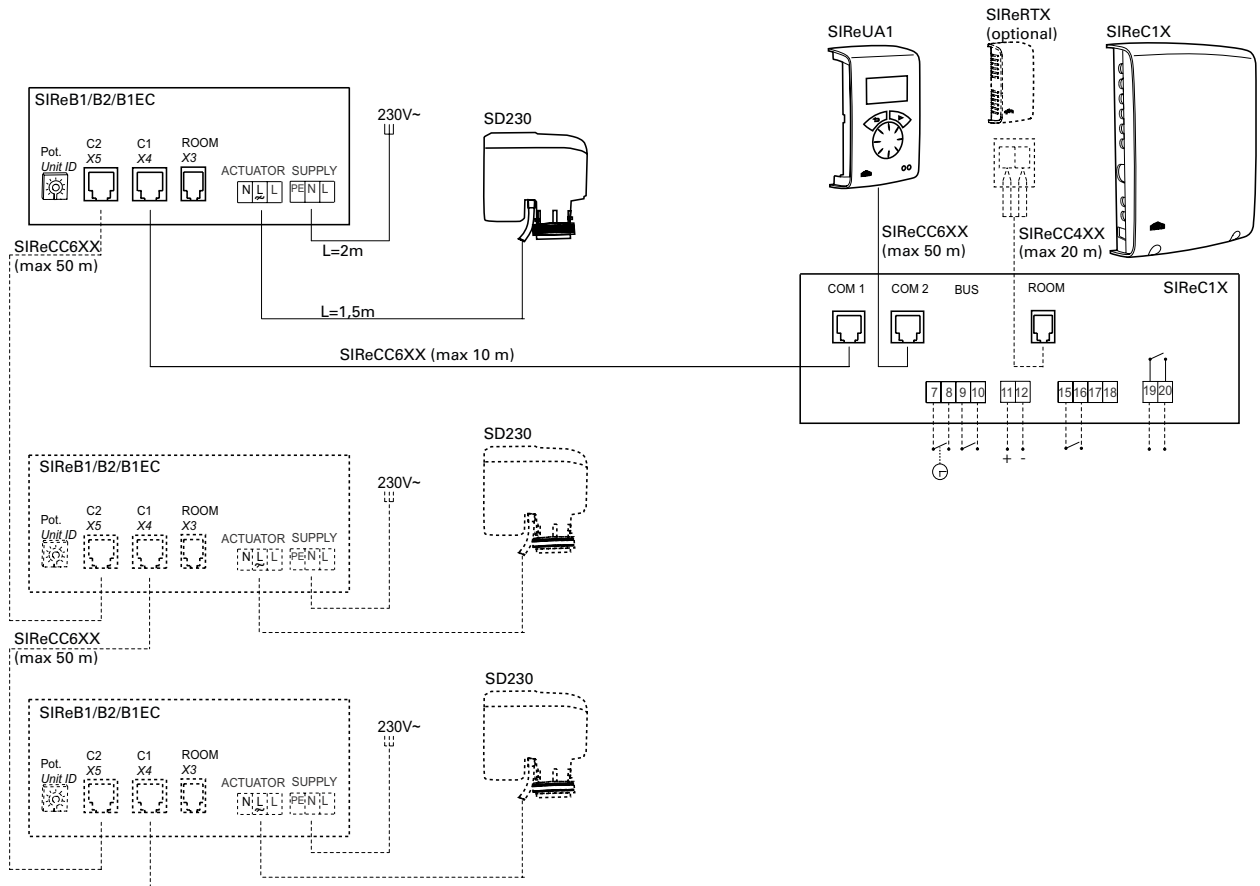 SIReUA1
SIReRTX
(optional)
SIReC1X
SIReB1/B2/B1EC
Pot.
Unit ID
C2
X5
C1
X4
ROOM
X3
ACTUATOR
SUPPLY
N L L
PE N L
230V~
SD230
SIReCC6XX
(max 50 m)
L=2m
L=1,5m
SIReCC6XX (max 10 m)
SIReCC6XX
(max 50 m)
SIReCC4XX
(max 20 m)
COM 1
COM 2
BUS
ROOM
SIReC1X
7 8 9 10
11 12
15 16 17 18
19 20
+ -
SIReB1/B2/B1EC
Pot.
Unit ID
C2
X5
C1
X4
ROOM
X3
ACTUATOR
SUPPLY
N L L
PE N L
230V~
SD230
SIReCC6XX
(max 50 m)
SIReB1/B2/B1EC
Pot.
Unit ID
C2
X5
C1
X4
ROOM
X3
ACTUATOR
SUPPLY
N L L
PE N L
230V~
SD230